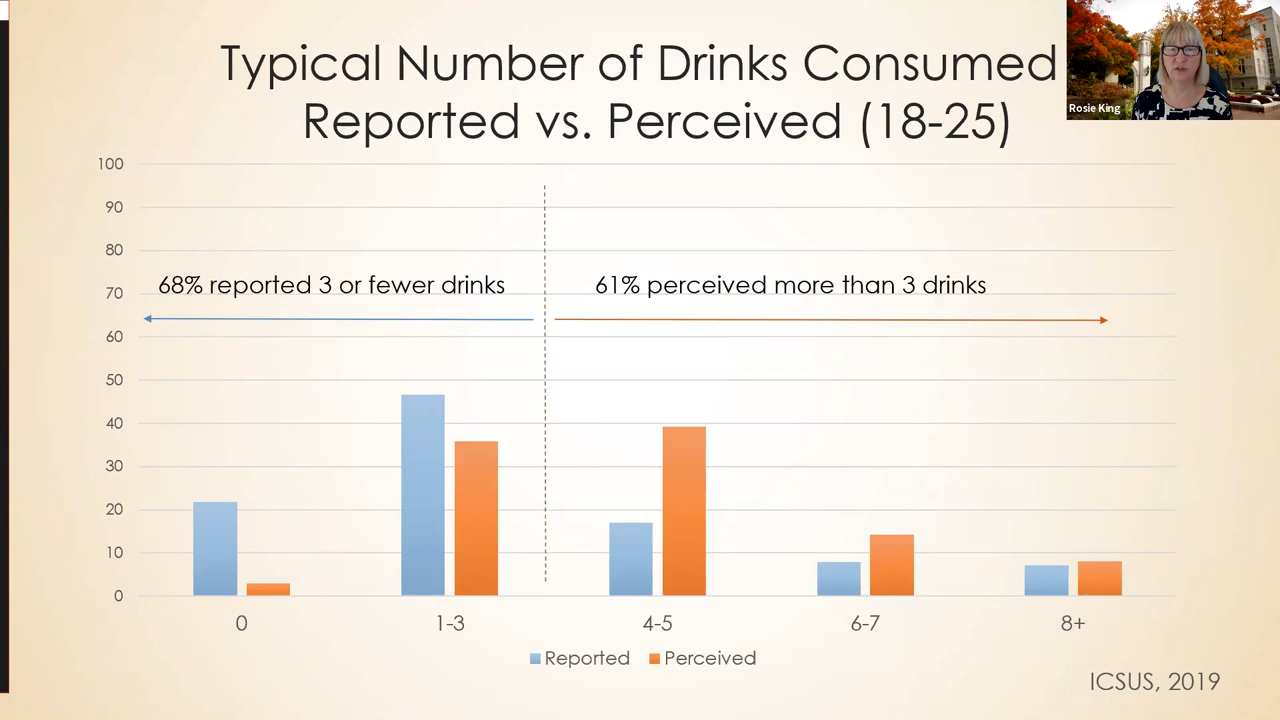 Typical Number of Drinks Consumed
Reported vs. Perceived (18-25)
Rosie King
100
90
80
70
60
50
40
30
20
10
0
68% reported 3 or fewer drinks
61% perceived more than 3 drinks
0
1-3
4-5
6-7
8+
Reported
Perceived
ICSUS, 2019